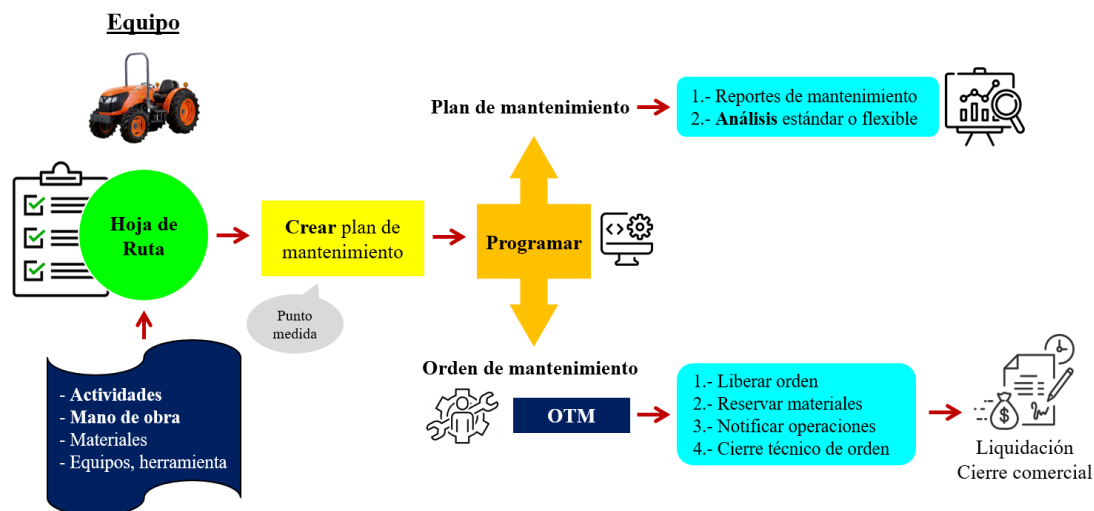 Equipo
Hoja de
Ruta
- Actividades
- Mano de obra
- Materiales
- Equipos, herramienta
Crear plan de
mantenimiento
Punto
medida
Programar
Plan de mantenimiento
1.- Reportes de mantenimiento
2.- Análisis estándar o flexible
Orden de mantenimiento
OTM
1.- Liberar orden
2.- Reservar materiales
3.- Notificar operaciones
4.- Cierre técnico de orden
$
Liquidación
Cierre comercial